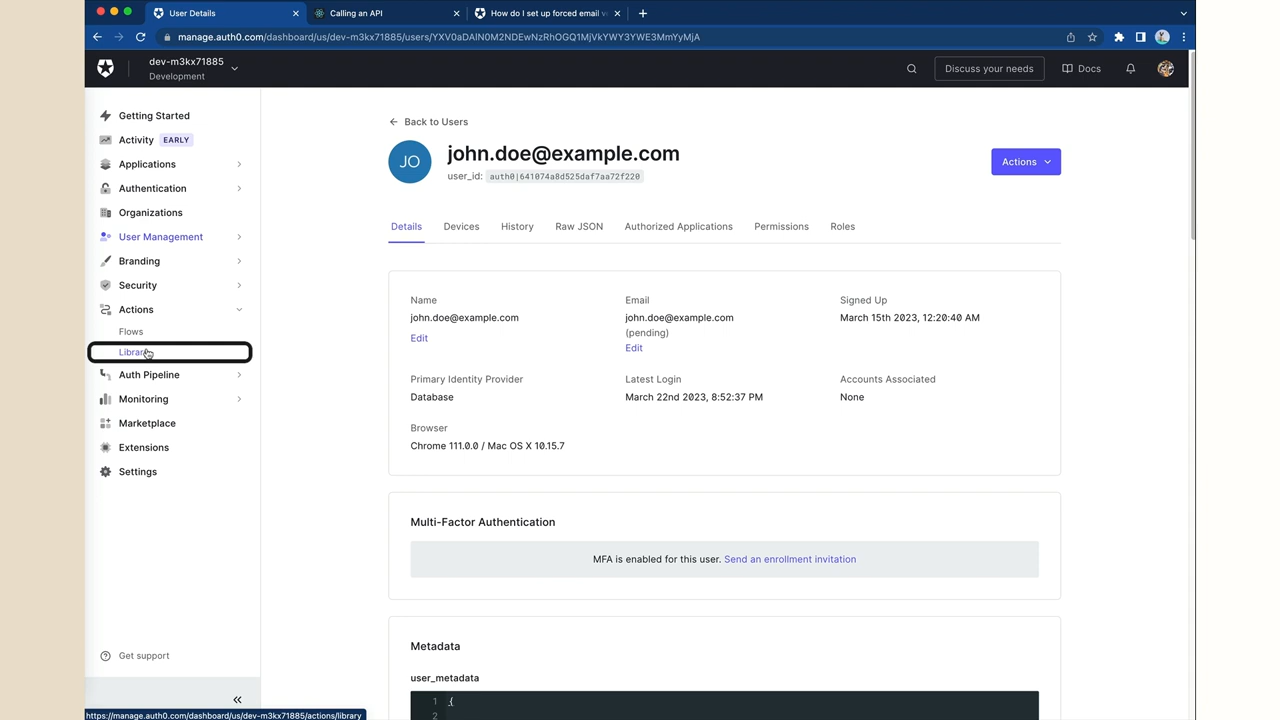 User Details
Calling an API
How do I set up forced email v
manage.auth0.com/dashboard/us/dev-m3kx71885/users/YXV0aDAlN0M2NDEwNzRhOGQ1MjVkYWY3YWE3MmYyMjA
dev-m3kx71885
Development
Discuss your needs
Docs
Getting Started
Activity EARLY
Applications
Authentication
Organizations
User Management
Branding
Security
Actions
Flows
Library
Auth Pipeline
Monitoring
Marketplace
Extensions
Settings
Get support
https://manage.auth0.com/dashboard/us/dev-m3kx71885/actions/library
Back to Users
JO
john.doe@example.com
user_id: auth0|641074a8d525daf7aa72f220
Actions
Details Devices History Raw JSON Authorized Applications Permissions Roles
Name
john.doe@example.com
Edit
Email
john.doe@example.com
(pending)
Edit
Signed Up
March 15th 2023, 12:20:40 AM
Primary Identity Provider
Database
Latest Login
March 22nd 2023, 8:52:37 PM
Accounts Associated
None
Browser
Chrome 111.0.0 / Mac OS X 10.15.7
Multi-Factor Authentication
MFA is enabled for this user. Send an enrollment invitation
Metadata
user_metadata
1 {
2